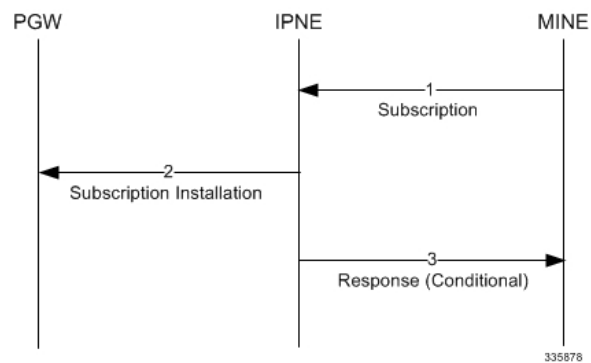 PGW
IPNE
MINE
1
Subscription
2
Subscription Installation
3
Response (Conditional)
335878